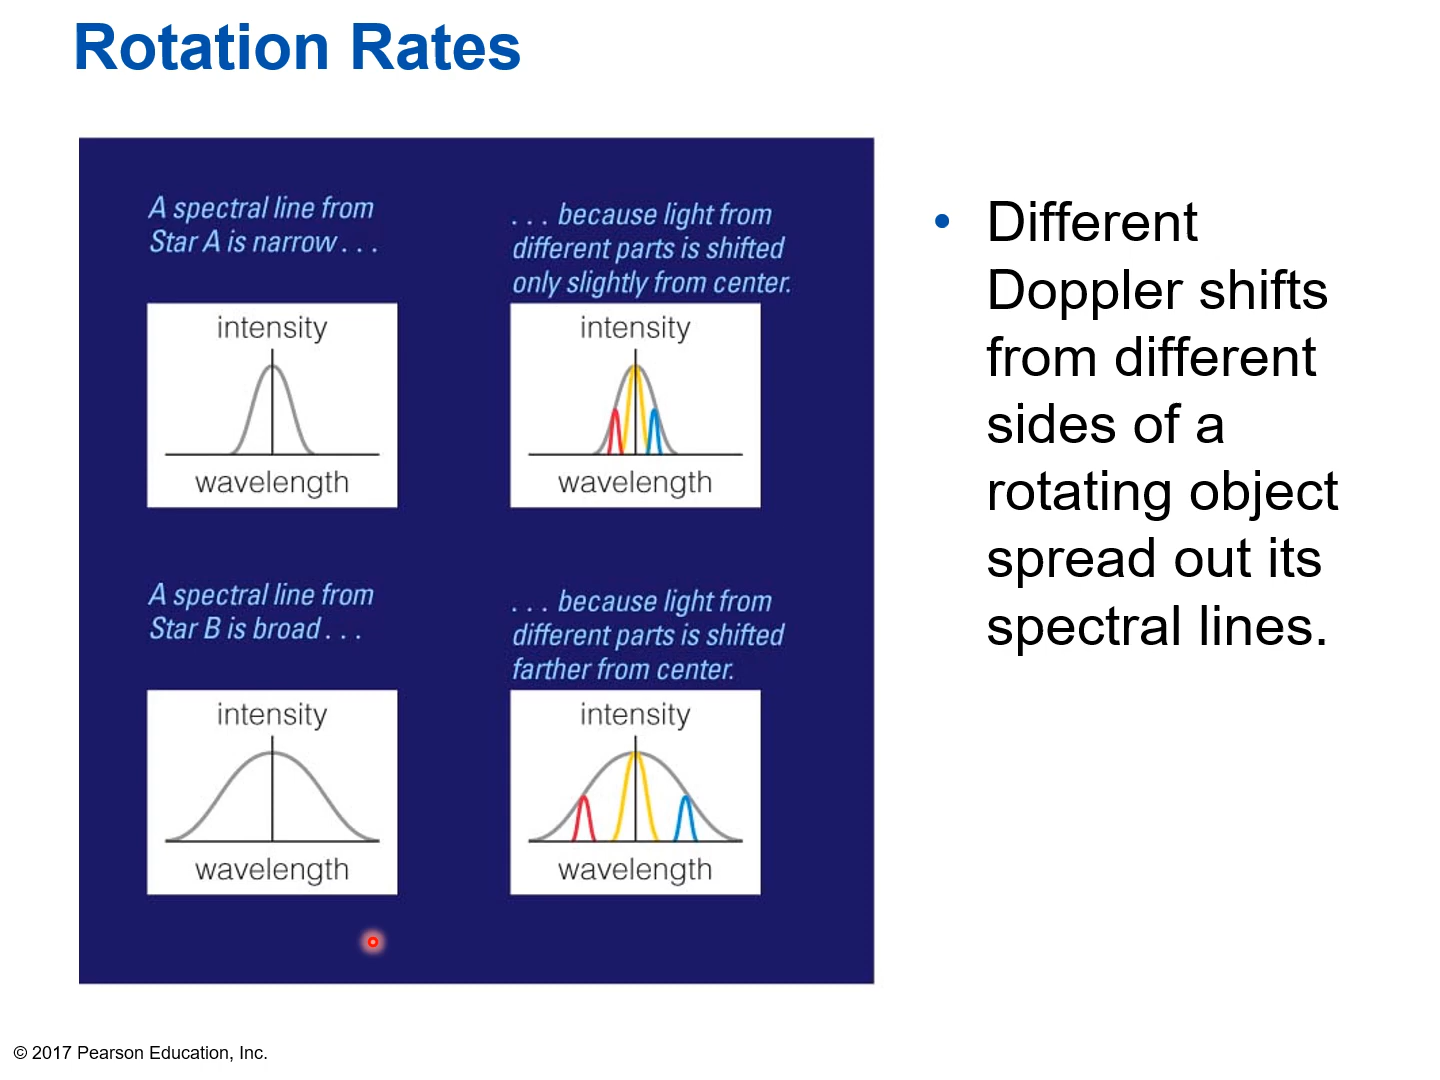 Rotation Rates
A spectral line from
Star A is narrow . . .
. . . because light from
different parts is shifted
only slightly from center.
intensity
wavelength
intensity
wavelength
A spectral line from
Star B is broad . . .
. . . because light from
different parts is shifted
farther from center.
intensity
wavelength
intensity
wavelength
• Different
Doppler shifts
from different
sides of a
rotating object
spread out its
spectral lines.
© 2017 Pearson Education, Inc.